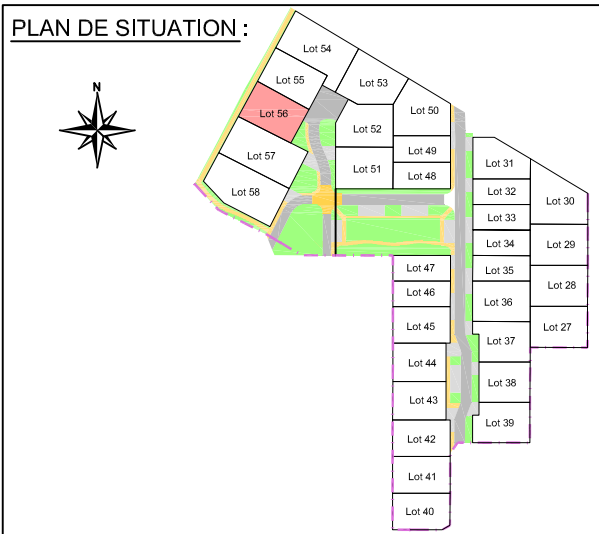 PLAN DE SITUATION :
N
Lot 54
Lot 55
Lot 53
Lot 56
Lot 50
Lot 52
Lot 57
Lot 49
Lot 51
Lot 48
Lot 58
Lot 31
Lot 32
Lot 30
Lot 33
Lot 34
Lot 29
Lot 47
Lot 35
Lot 46
Lot 28
Lot 36
Lot 45
Lot 27
Lot 37
Lot 44
Lot 38
Lot 43
Lot 39
Lot 42
Lot 41
Lot 40